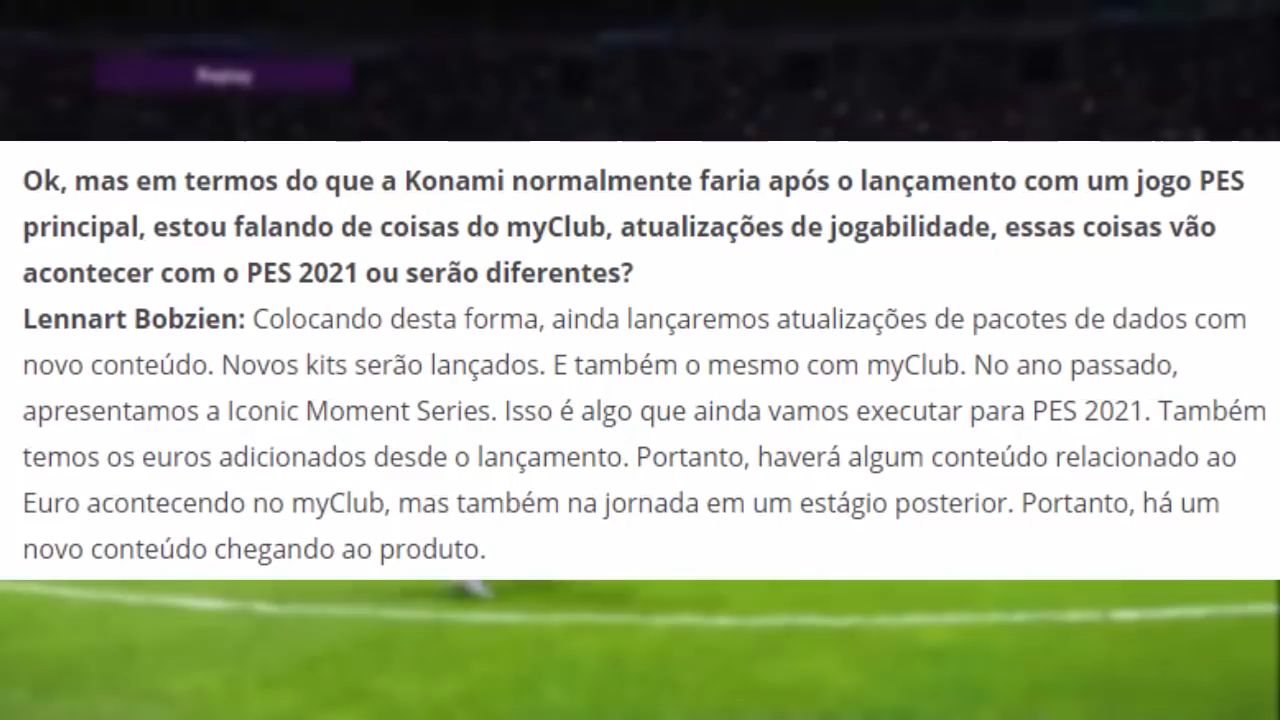 Replay
Ok, mas em termos do que a Konami normalmente faria após o lançamento com um jogo PES
principal, estou falando de coisas do myClub, atualizações de jogabilidade, essas coisas vão
acontecer com o PES 2021 ou serão diferentes?
Lennart Bobzien: Colocando desta forma, ainda lançaremos atualizações de pacotes de dados com
novo conteúdo. Novos kits serão lançados. E também o mesmo com myClub. No ano passado,
apresentamos a Iconic Moment Series. Isso é algo que ainda vamos executar para PES 2021. Também
temos os euros adicionados desde o lançamento. Portanto, haverá algum conteúdo relacionado ao
Euro acontecendo no myClub, mas também na jornada em um estágio posterior. Portanto, há um
novo conteúdo chegando ao produto.